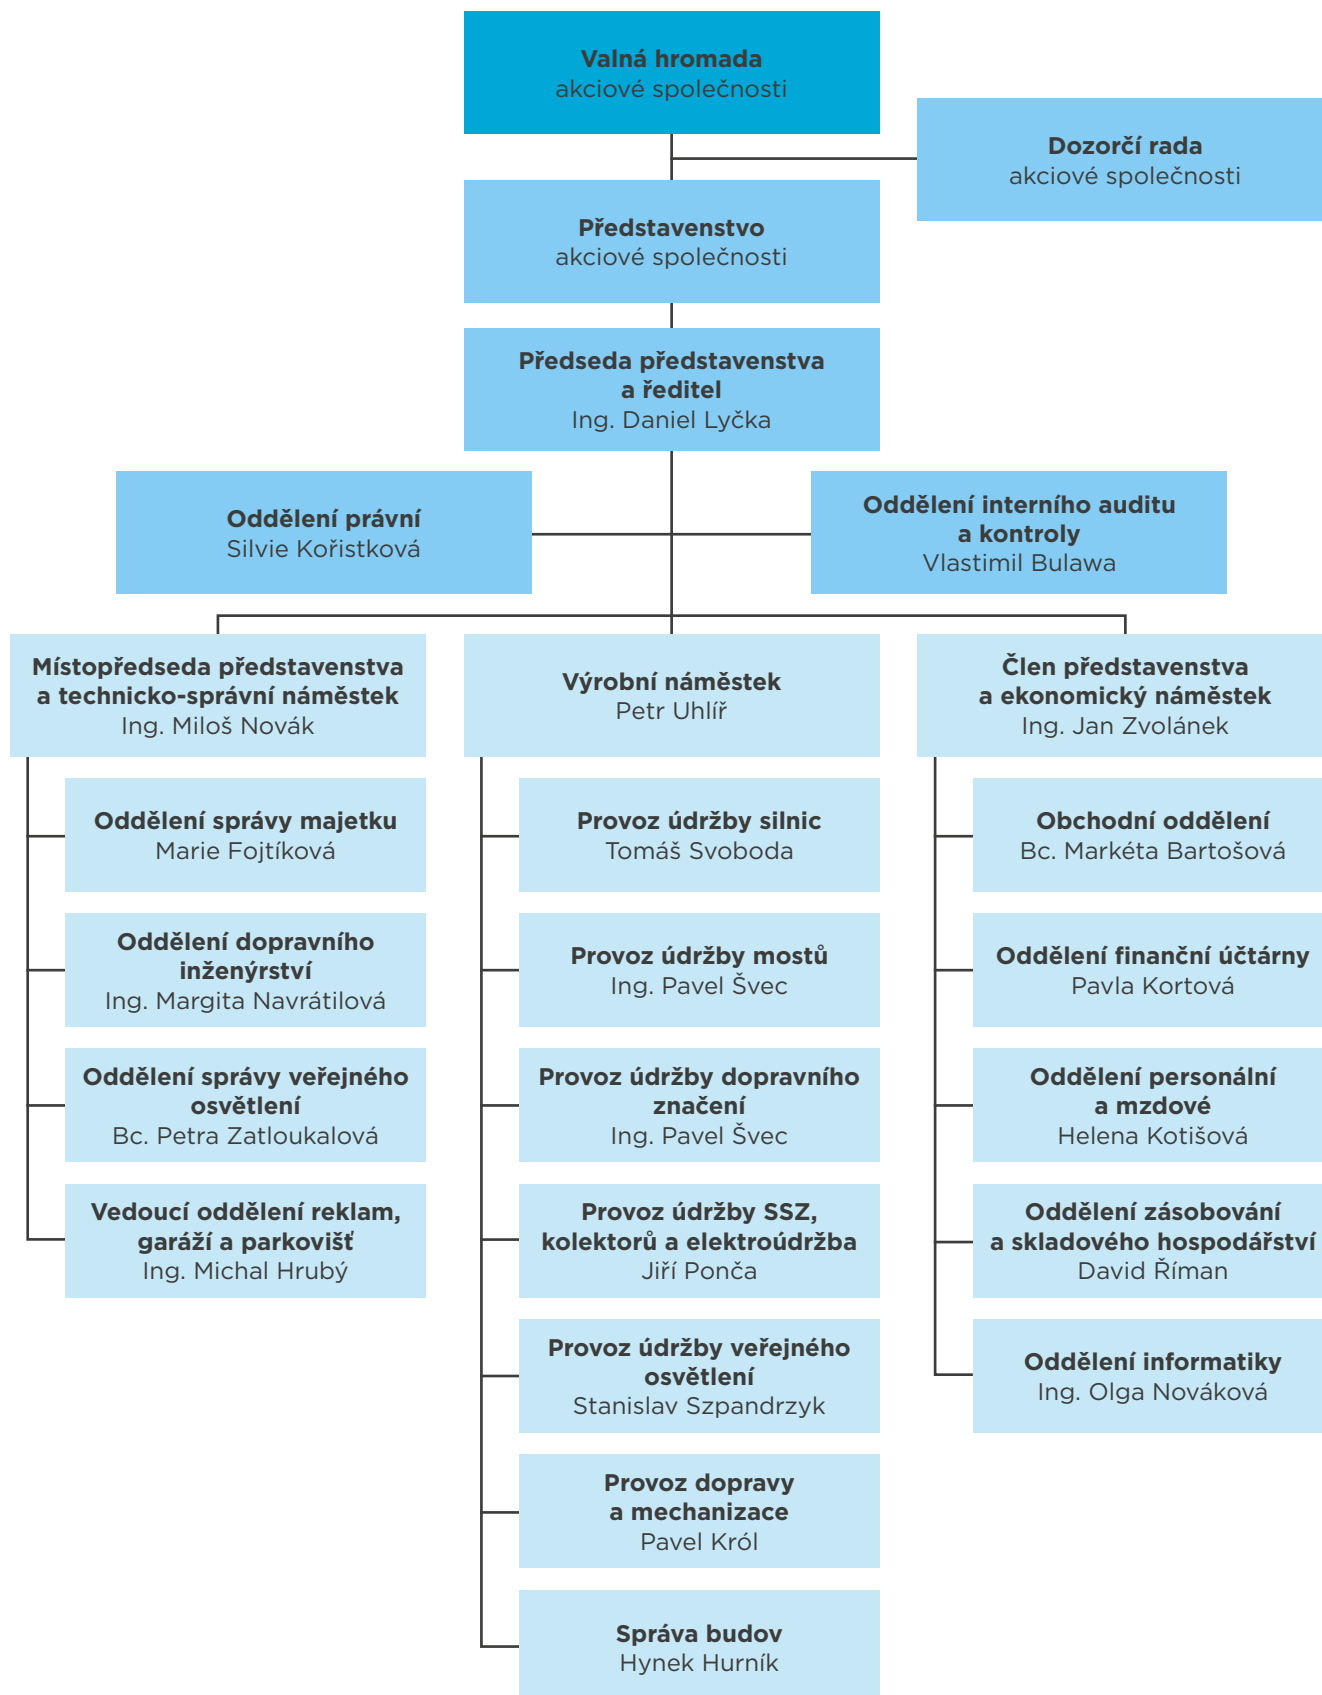 Valná hromada
akciové společnosti
Dozorčí rada
akciové společnosti
Představenstvo
akciové společnosti
Předseda představenstva
a ředitel
Ing. Daniel Lyčka
Oddělení právní
Silvie Kořistková
Oddělení interního auditu
a kontroly
Vlastimil Bulawa
Místopředseda představenstva
a technicko-správní náměstek
Ing. Miloš Novák
Oddělení správy majetku
Marie Fojtíková
Oddělení dopravního
inženýrství
Ing. Margita Navrátilová
Oddělení správy veřejného
osvětlení
Bc. Petra Zatloukalová
Vedoucí oddělení reklam,
garáží a parkovišť
Ing. Michal Hrubý
Výrobní náměstek
Petr Uhlíř
Provoz údržby silnic
Tomáš Svoboda
Provoz údržby mostů
Ing. Pavel Švec
Provoz údržby dopravního
značení
Ing. Pavel Švec
Provoz údržby SSZ,
kolektorů a elektroúdržba
Jiří Ponča
Provoz údržby veřejného
osvětlení
Stanislav Szpandrzyk
Provoz dopravy
a mechanizace
Pavel Król
Správa budov
Hynek Hurník
Člen představenstva
a ekonomický náměstek
Ing. Jan Zvolánek
Obchodní oddělení
Bc. Markéta Bartošová
Oddělení finanční účtárny
Pavla Kortová
Oddělení personální
a mzdové
Helena Kotišová
Oddělení zásobování
a skladového hospodářství
David Říman
Oddělení informatiky
Ing. Olga Nováková